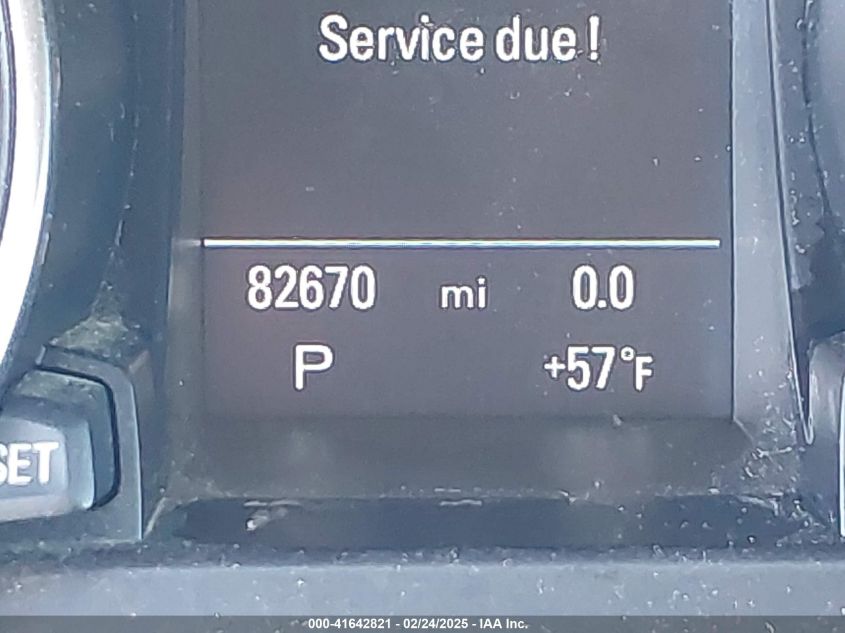 Service due!
82670 mi 0.0
P +57°F
SET
000-41642821 - 02/24/2025 - IAA Inc.